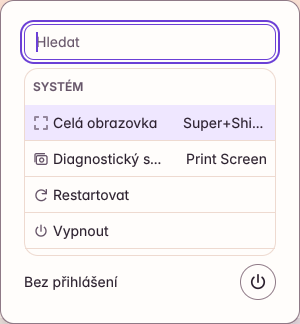 Hledat
SYSTÉM
Celá obrazovka Super+Shi...
Diagnostický s... Print Screen
Restartovat
Vypnout
Bez přihlášení